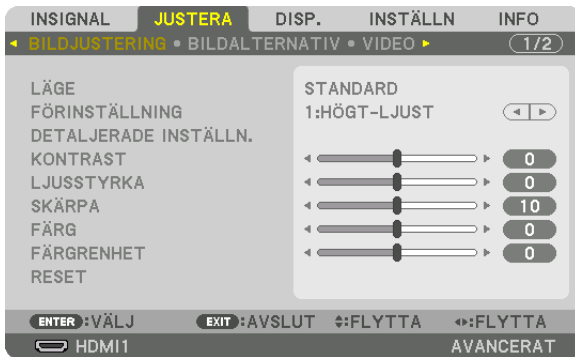 INSIGNAL JUSTERA DISP. INSTÄLLN INFO
BILDJUSTERING • BILDALTERNATIV • VIDEO 1/2
LÄGE STANDARD
FÖRINSTÄLLNING 1:HÖGT-LJUST
DETALJERADE INSTÄLLN.
KONTRAST 0
LJUSSTYRKA 0
SKÄRPA 10
FÄRG 0
FÄRGRENHET 0
RESET
ENTER:VÄLJ EXIT:AVSLUT :FLYTTA :FLYTTA
HDMI1 AVANCERAT